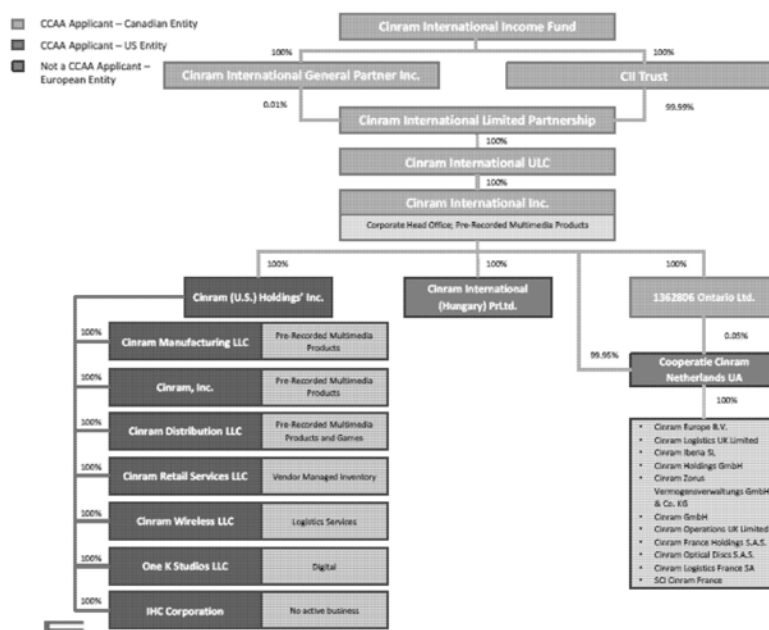 CCAA Applicant – Canadian Entity
CCAA Applicant – US Entity
Not a CCAA Applicant –
European Entity
Cinram International Income Fund
100%
100%
Cinram International General Partner Inc.
CII Trust
0.01%
99.99%
Cinram International Limited Partnership
100%
Cinram International ULC
100%
Cinram International Inc.
Corporate Head Office; Pre-Recorded Multimedia Products
100%
100%
100%
Cinram (U.S.) Holdings' Inc.
Cinram International
(Hungary) Prl.td.
1362806 Ontario Ltd.
100%
Cinram Manufacturing LLC
Pre-Recorded Multimedia
Products
0.05%
99.95%
Cooperatie Cinram
Netherlands UA
100%
100%
Cinram, Inc.
Pre-Recorded Multimedia
Products
100%
Cinram Distribution LLC
Pre-Recorded Multimedia
Products and Games
100%
Cinram Retail Services LLC
Vendor Managed Inventory
100%
Cinram Wireless LLC
Logistics Services
100%
One K Studios LLC
Digital
100%
IHC Corporation
No active business
• Cinram Europe B.V.
• Cinram Logistics UK Limited
• Cinram Iberia SL
• Cinram Holdings GmbH
• Cinram Zorus
Vermogensverwaltungs GmbH
& Co. KG
• Cinram GmbH
• Cinram Operations UK Limited
• Cinram France Holdings S.A.S.
• Cinram Optical Discs S.A.S.
• Cinram Logistics France SA
• SCI Cinram France